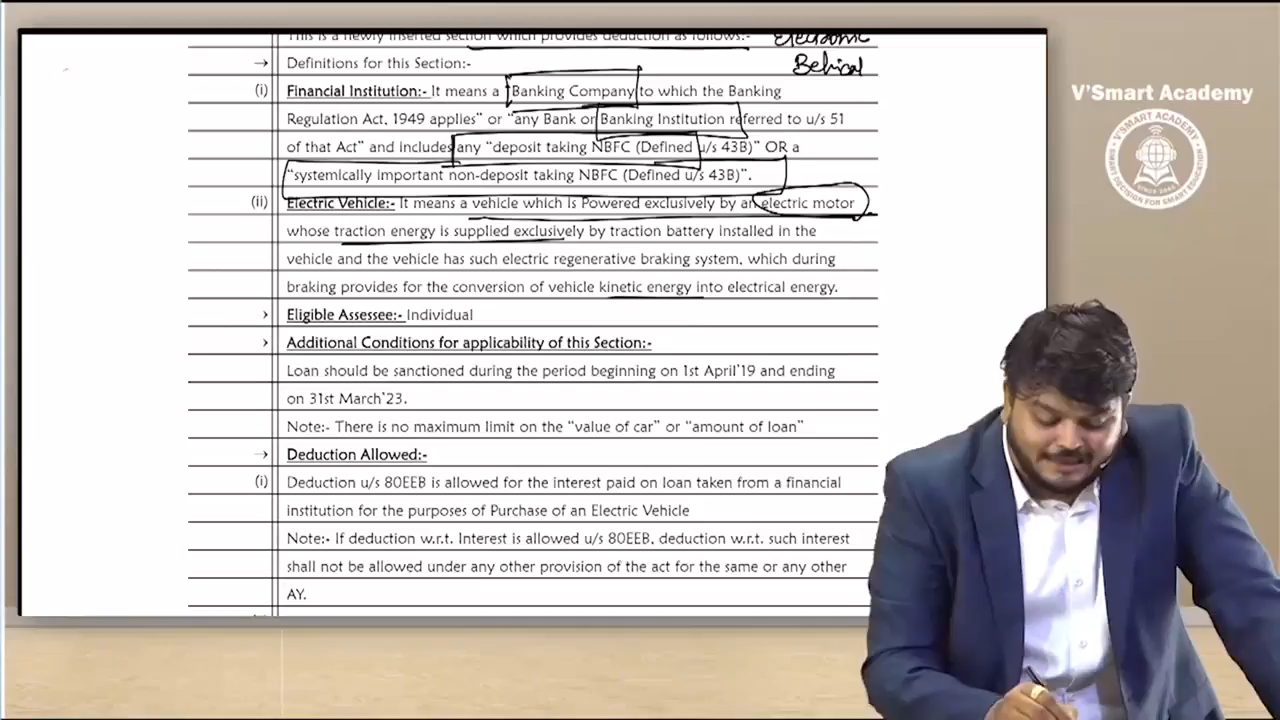 This is a newly inserted section which provides deduction as follows:-
Electronic
→ Definitions for this Section:-
(i) Financial Institution:- It means a "Banking Company to which the Banking
Regulation Act, 1949 applies" or "any Bank or Banking Institution referred to u/s 51
of that Act" and includes any "deposit taking NBFC (Defined u/s 43B)" OR a
"systemically important non-deposit taking NBFC (Defined u/s 43B)".
(ii) Electric Vehicle:- It means a vehicle which is Powered exclusively by an electric motor
whose traction energy is supplied exclusively by traction battery installed in the
vehicle and the vehicle has such electric regenerative braking system, which during
braking provides for the conversion of vehicle kinetic energy into electrical energy.
> Eligible Assessee:- Individual
> Additional Conditions for applicability of this Section:-
Loan should be sanctioned during the period beginning on 1st April'19 and ending
on 31st March'23.
Note:- There is no maximum limit on the "value of car" or "amount of loan"
→ Deduction Allowed:-
(i) Deduction u/s 80EEB is allowed for the interest paid on loan taken from a financial
institution for the purposes of Purchase of an Electric Vehicle
Note:- If deduction w.r.t. Interest is allowed u/s 80EEB, deduction w.r.t. such interest
shall not be allowed under any other provision of the act for the same or any other
AY.
V'Smart Academy
V'SMART ACADEMY
SINCE